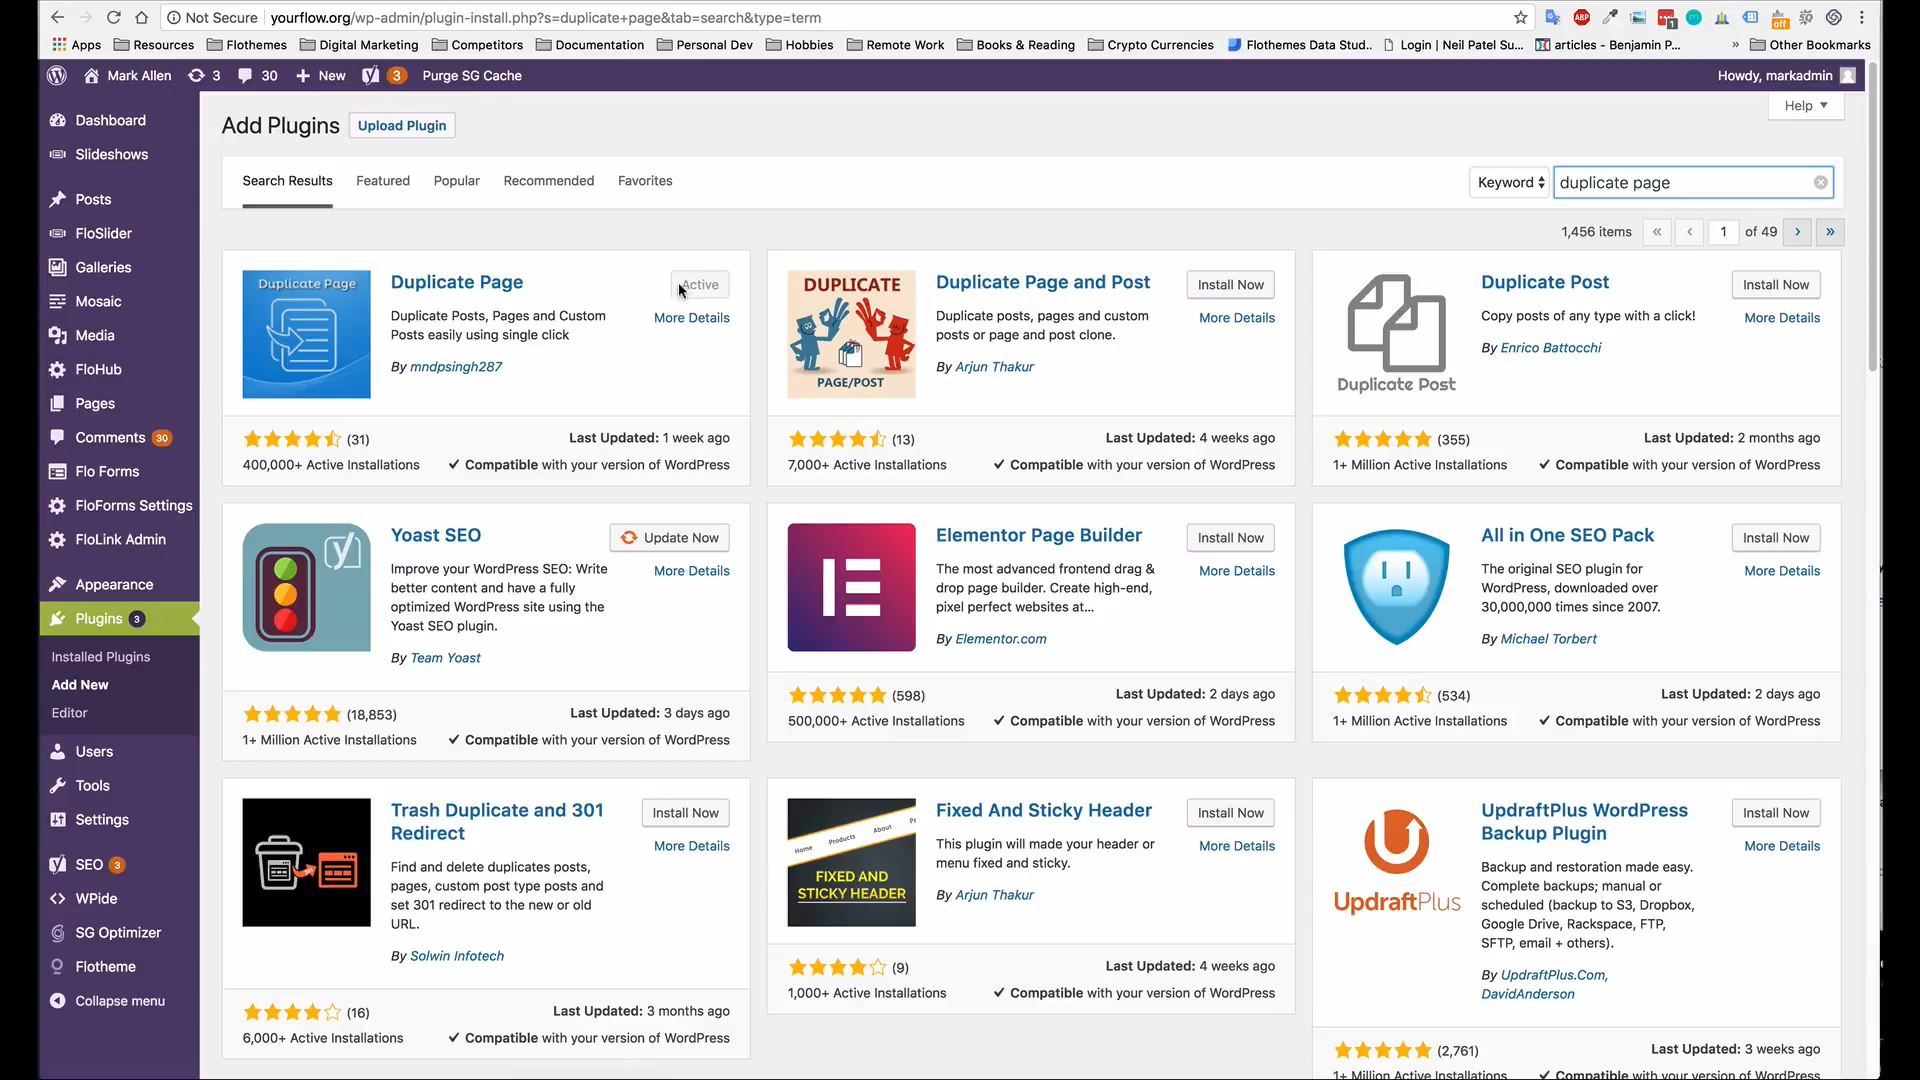 Not Secure | yourflow.org/wp-admin/plugin-install.php?s=duplicate+page&tab=search&type=term
Apps Resources Flothemes Digital Marketing Competitors Documentation Personal Dev Hobbies Remote Work Books & Reading Crypto Currencies Flothemes Data Stud.. Login | Neil Patel Su... articles - Benjamin P... » Other Bookmarks
Mark Allen 3 30 + New 3 Purge SG Cache Howdy, markadmin
Help
Add Plugins Upload Plugin
Search Results Featured Popular Recommended Favorites Keyword duplicate page
1,456 items « ‹ 1 of 49 › »
Dashboard
Slideshows
Posts
FloSlider
Galleries
Mosaic
Media
FloHub
Pages
Comments 30
Flo Forms
FloForms Settings
FloLink Admin
Appearance
Plugins 3
Installed Plugins
Add New
Editor
Users
Tools
Settings
SEO 3
WPide
SG Optimizer
Flotheme
Collapse menu
Duplicate Page
Duplicate Page
Active
Duplicate Posts, Pages and Custom
Posts easily using single click
More Details
By mndpsingh287
(31)
Last Updated: 1 week ago
400,000+ Active Installations
Compatible with your version of WordPress
DUPLICATE
PAGE/POST
Duplicate Page and Post
Install Now
Duplicate posts, pages and custom
posts or page and post clone.
More Details
By Arjun Thakur
(13)
Last Updated: 4 weeks ago
7,000+ Active Installations
Compatible with your version of WordPress
Duplicate Post
Duplicate Post
Install Now
Copy posts of any type with a click!
More Details
By Enrico Battocchi
(355)
Last Updated: 2 months ago
1+ Million Active Installations
Compatible with your version of WordPress
Yoast SEO
Update Now
Improve your WordPress SEO: Write
better content and have a fully
optimized WordPress site using the
Yoast SEO plugin.
More Details
By Team Yoast
(18,853)
Last Updated: 3 days ago
1+ Million Active Installations
Compatible with your version of WordPress
Elementor Page Builder
Install Now
The most advanced frontend drag &
drop page builder. Create high-end,
pixel perfect websites at...
More Details
By Elementor.com
(598)
Last Updated: 2 days ago
500,000+ Active Installations
Compatible with your version of WordPress
All in One SEO Pack
Install Now
The original SEO plugin for
WordPress, downloaded over
30,000,000 times since 2007.
More Details
By Michael Torbert
(534)
Last Updated: 2 days ago
1+ Million Active Installations
Compatible with your version of WordPress
Trash Duplicate and 301
Redirect
Install Now
More Details
Find and delete duplicates posts,
pages, custom post type posts and
set 301 redirect to the new or old
URL.
By Solwin Infotech
(16)
Last Updated: 3 months ago
6,000+ Active Installations
Compatible with your version of WordPress
Home Products About
FIXED AND
STICKY HEADER
Fixed And Sticky Header
Install Now
This plugin will made your header or
menu fixed and sticky.
More Details
By Arjun Thakur
(9)
Last Updated: 4 weeks ago
1,000+ Active Installations
Compatible with your version of WordPress
UpdraftPlus
UpdraftPlus WordPress
Backup Plugin
Install Now
More Details
Backup and restoration made easy.
Complete backups; manual or
scheduled (backup to S3, Dropbox,
Google Drive, Rackspace, FTP,
SFTP, email + others).
By UpdraftPlus.Com,
DavidAnderson
(2,761)
Last Updated: 3 weeks ago
1+ Million Active Installations
Compatible with your version of WordPress